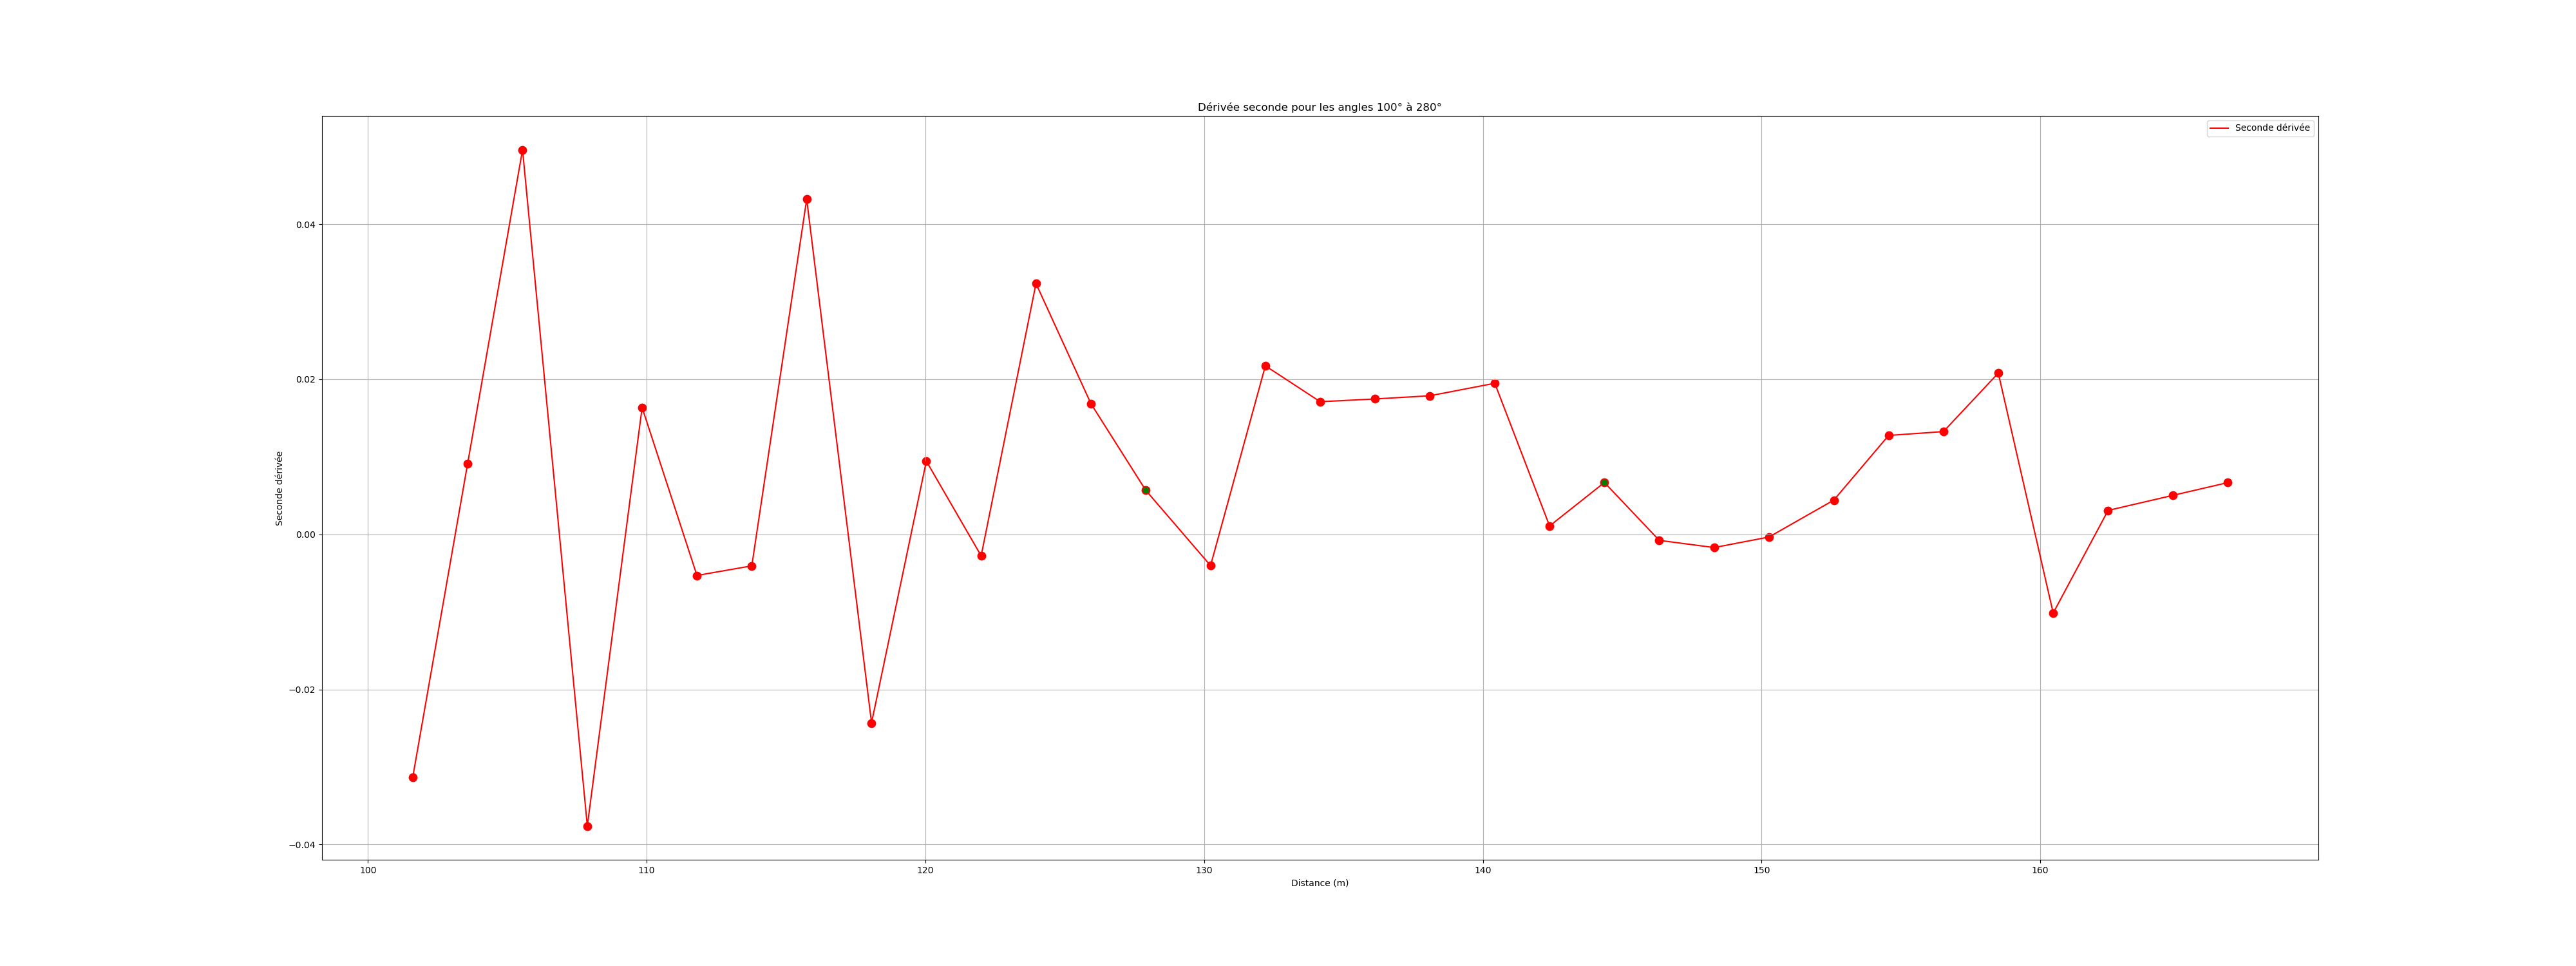 Dérivée seconde pour les angles 100° à 280°
Seconde dérivée
0.04
0.02
0.00
−0.02
−0.04
Seconde dérivée
100 110 120 130 140 150 160
Distance (m)